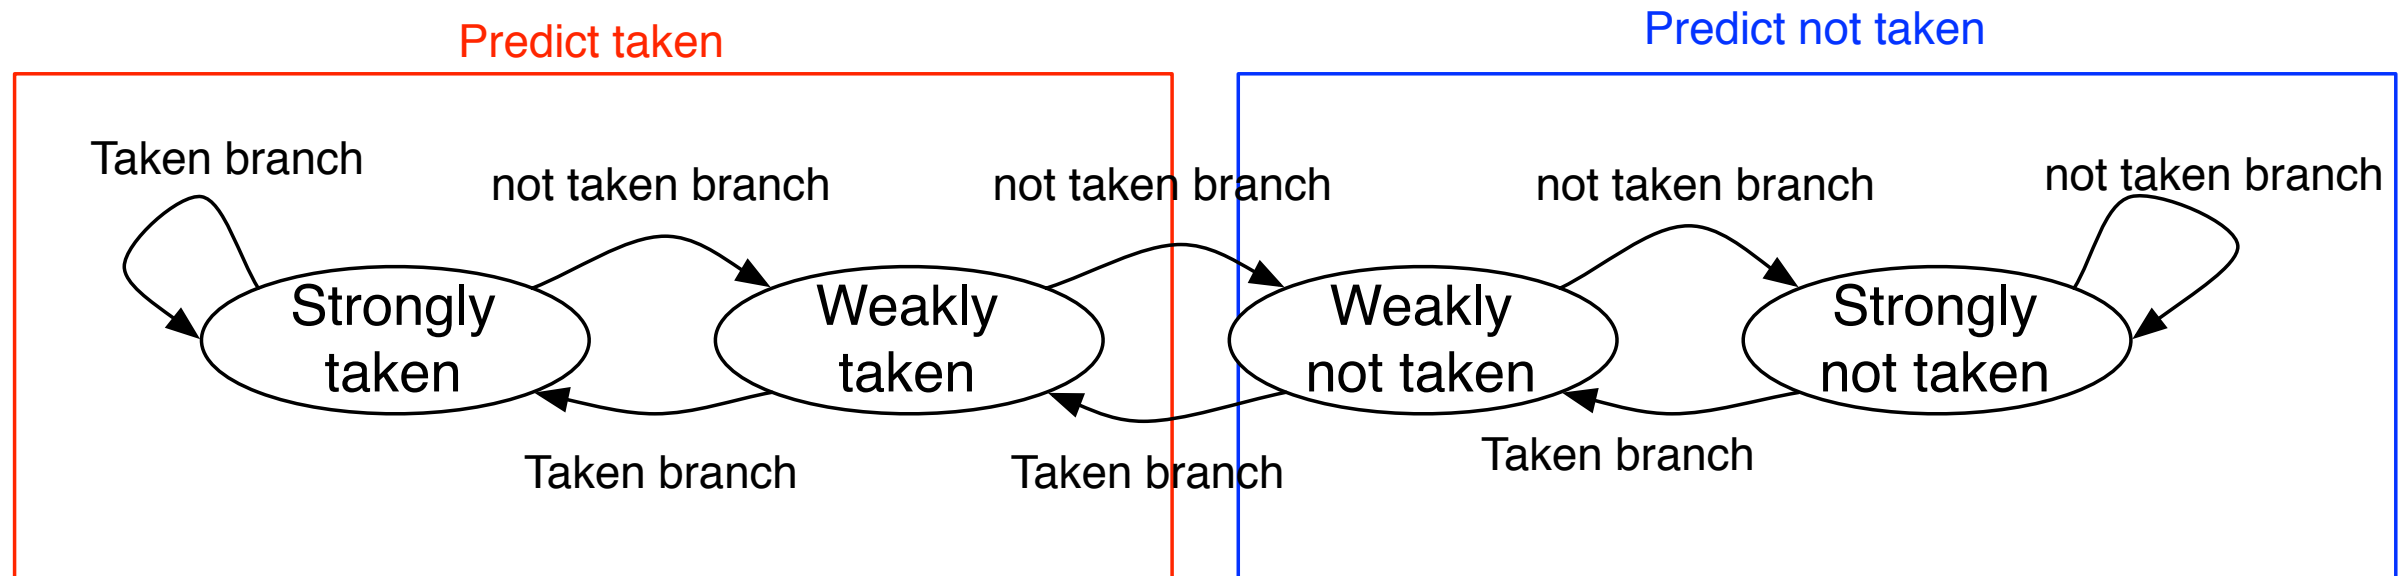 Predict taken
Predict not taken
Taken branch
not taken branch
not taken branch
not taken branch
not taken branch
Strongly
taken
Weakly
taken
Weakly
not taken
Strongly
not taken
Taken branch
Taken branch
Taken branch